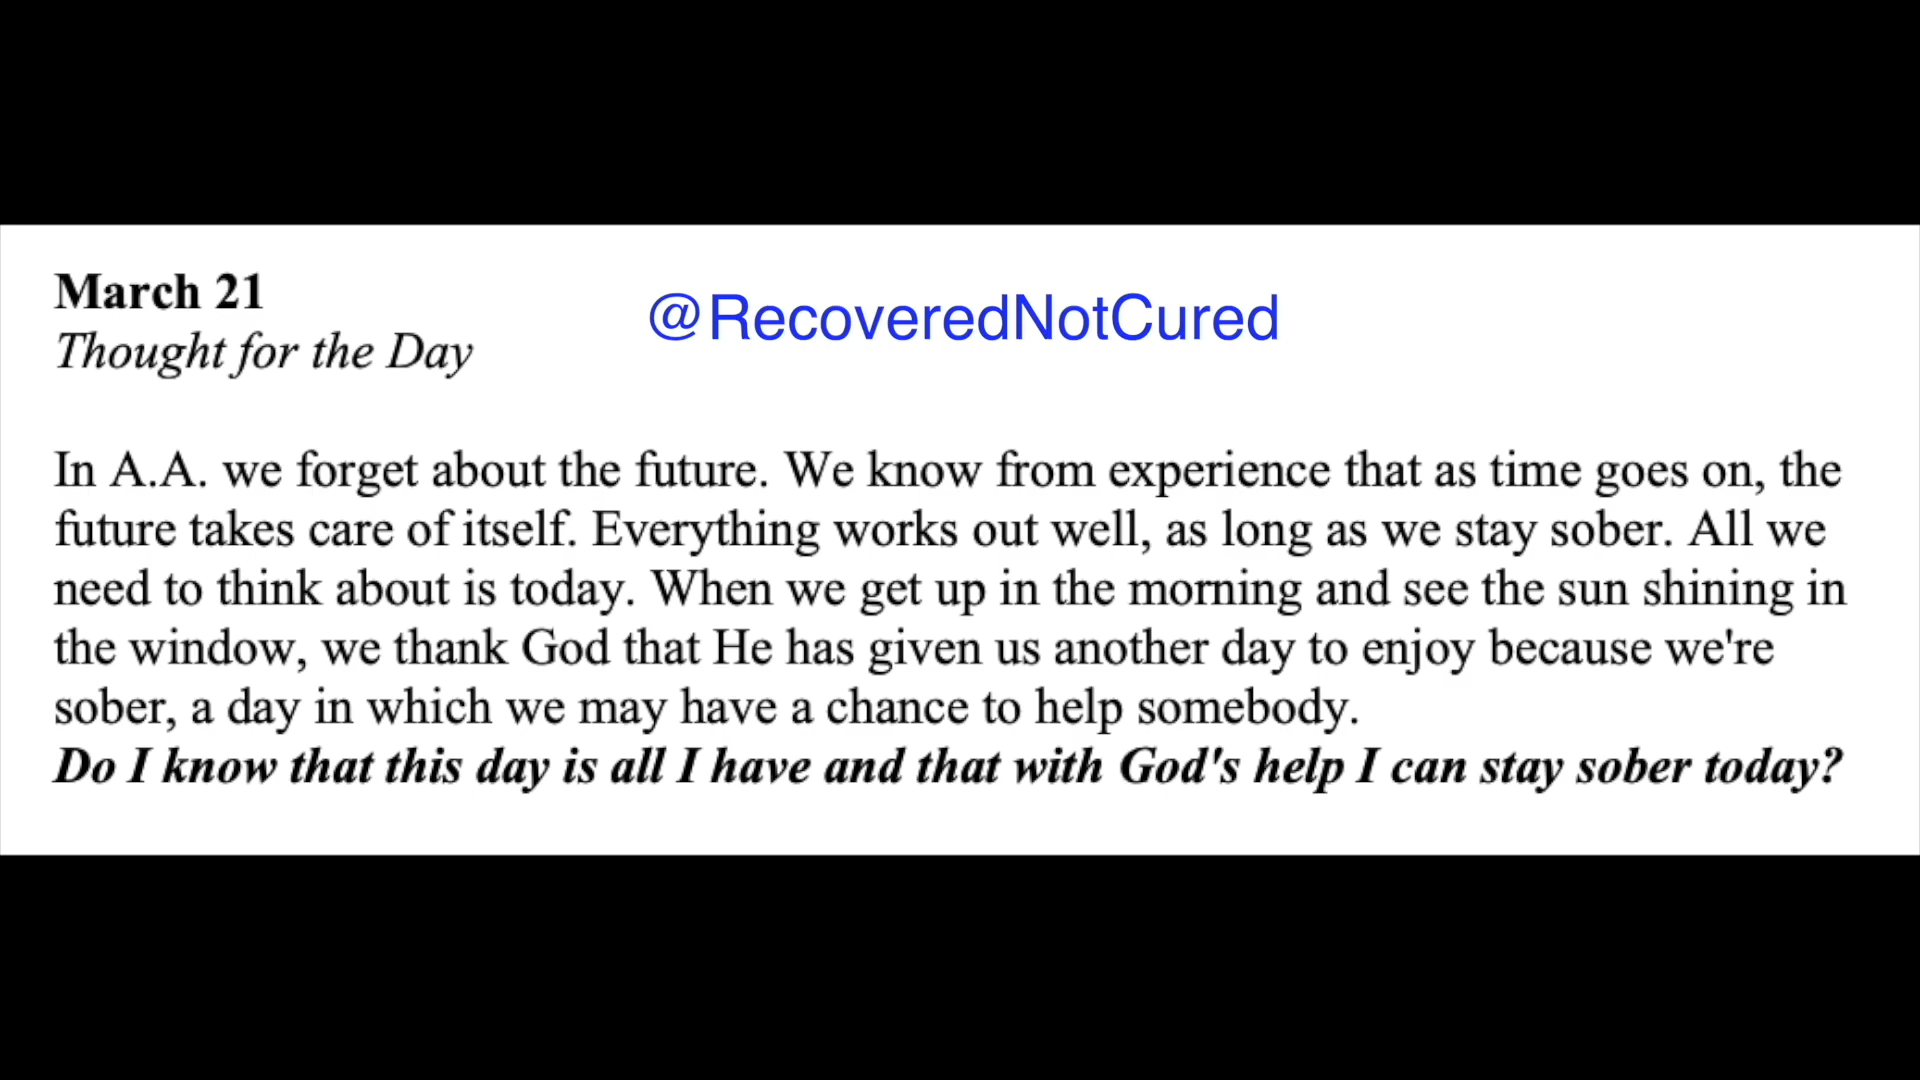 March 21
@RecoveredNotCured
Thought for the Day
In A.A. we forget about the future. We know from experience that as time goes on, the
future takes care of itself. Everything works out well, as long as we stay sober. All we
need to think about is today. When we get up in the morning and see the sun shining in
the window, we thank God that He has given us another day to enjoy because we're
sober, a day in which we may have a chance to help somebody.
Do I know that this day is all I have and that with God's help I can stay sober today?